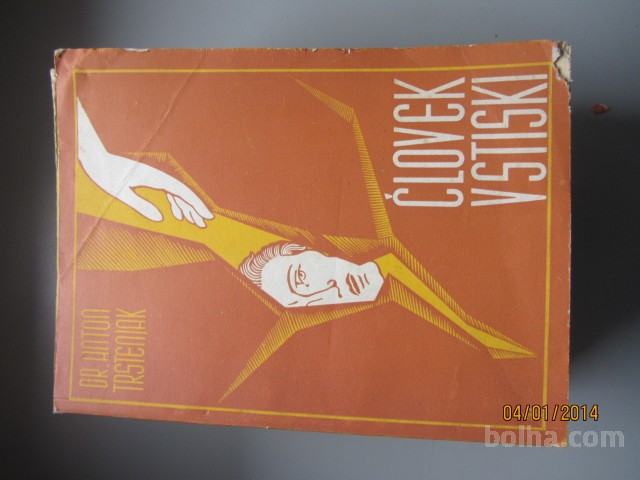 DR. ANTON
TRSTENJAK
ČLOVEK
V STISKI
04/01/2014
bolha.com